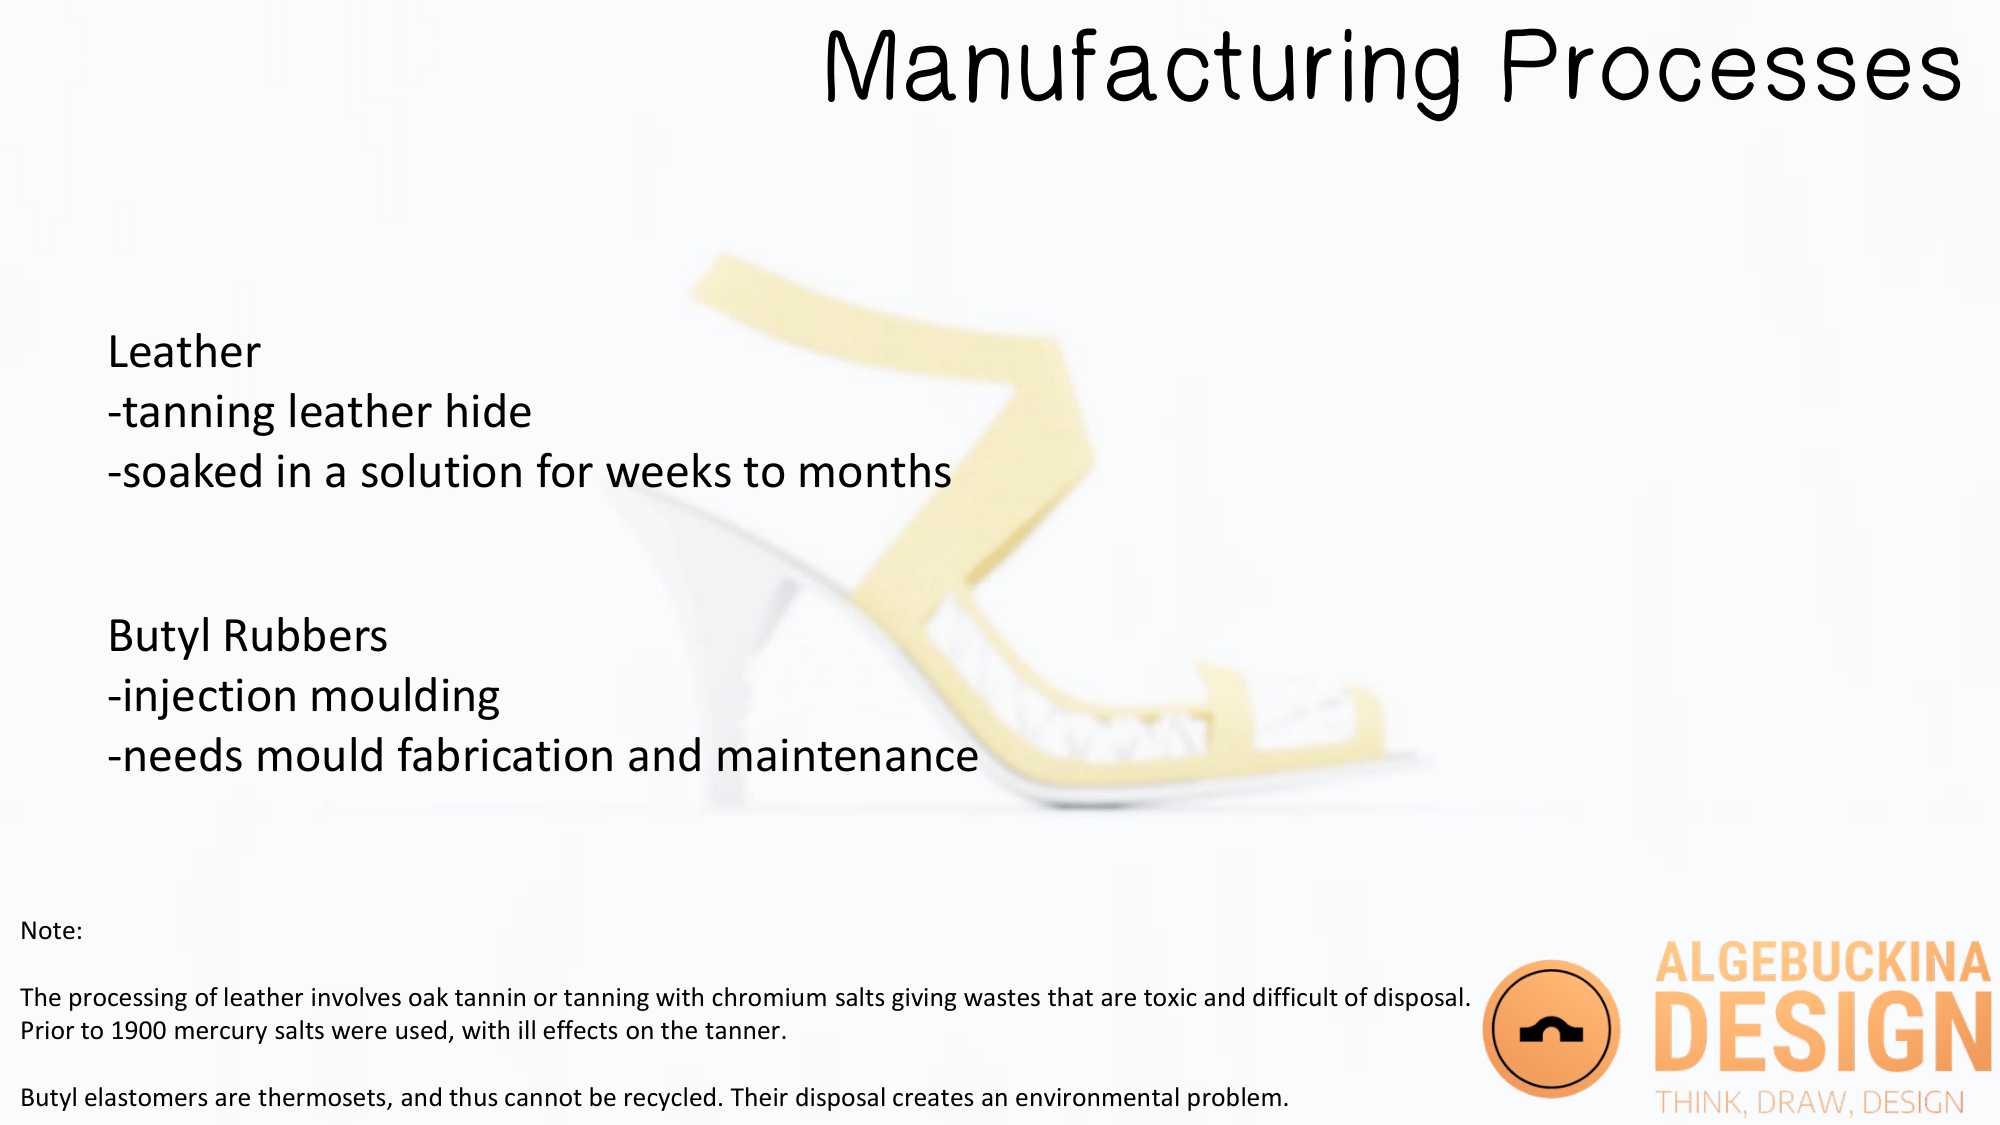 Manufacturing Processes
Leather
-tanning leather hide
-soaked in a solution for weeks to months
Butyl Rubbers
-injection moulding
-needs mould fabrication and maintenance
Note:
The processing of leather involves oak tannin or tanning with chromium salts giving wastes that are toxic and difficult of disposal.
Prior to 1900 mercury salts were used, with ill effects on the tanner.
Butyl elastomers are thermosets, and thus cannot be recycled. Their disposal creates an environmental problem.
ALGEBUCKINA
DESIGN
THINK, DRAW, DESIGN